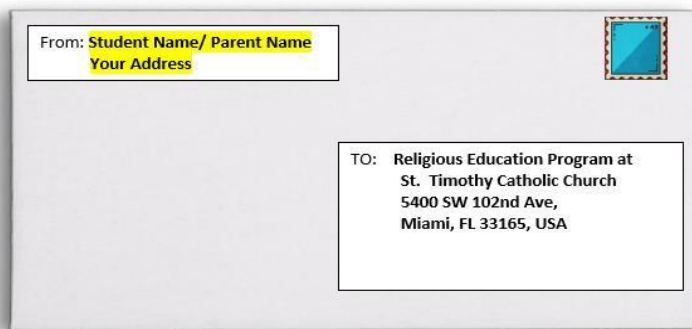 From: Student Name/ Parent Name
Your Address
TO: Religious Education Program at
St. Timothy Catholic Church
5400 SW 102nd Ave,
Miami, FL 33165, USA